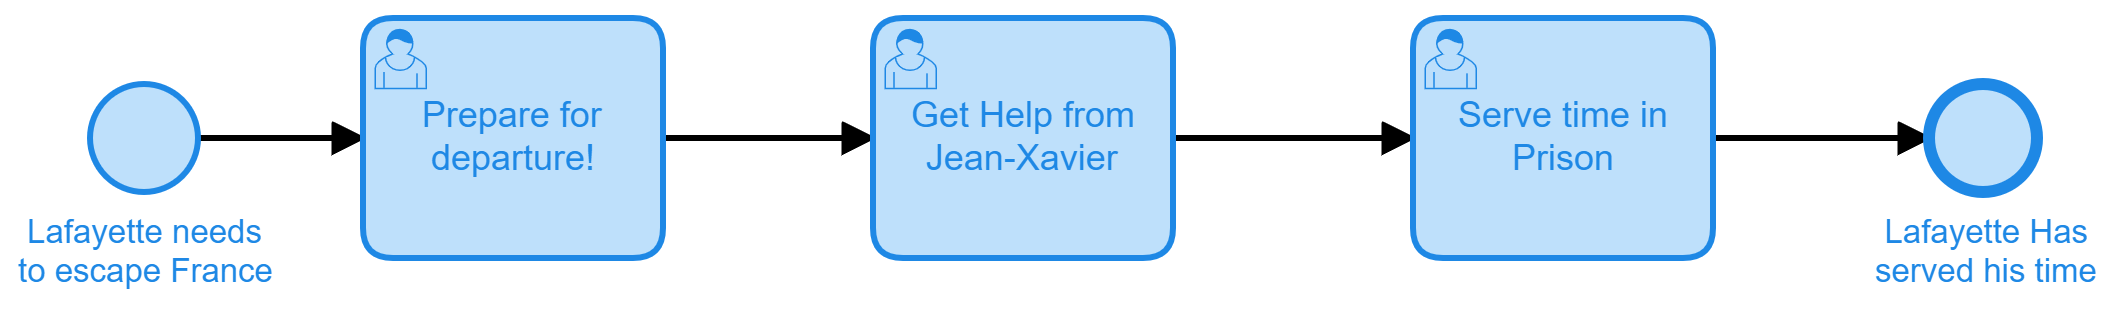 Lafayette needs
to escape France
Prepare for
departure!
Get Help from
Jean-Xavier
Serve time in
Prison
Lafayette Has
served his time